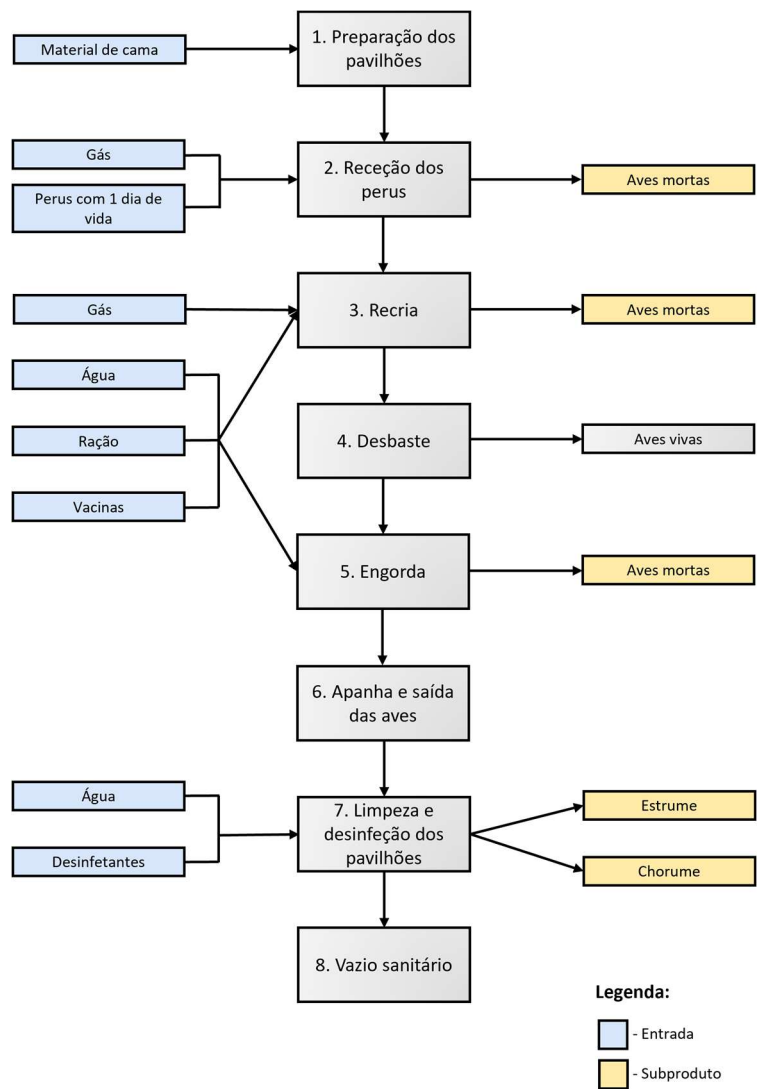 Material de cama
1. Preparação dos
pavilhões
Gás
Perus com 1 dia de
vida
2. Receção dos
perus
Aves mortas
Gás
3. Recria
Aves mortas
Água
Ração
Vacinas
4. Desbaste
Aves vivas
5. Engorda
Aves mortas
6. Apanha e saída
das aves
Água
Desinfetantes
7. Limpeza e
desinfeção dos
pavilhões
Estrume
Chorume
8. Vazio sanitário
Legenda:
- Entrada
- Subproduto